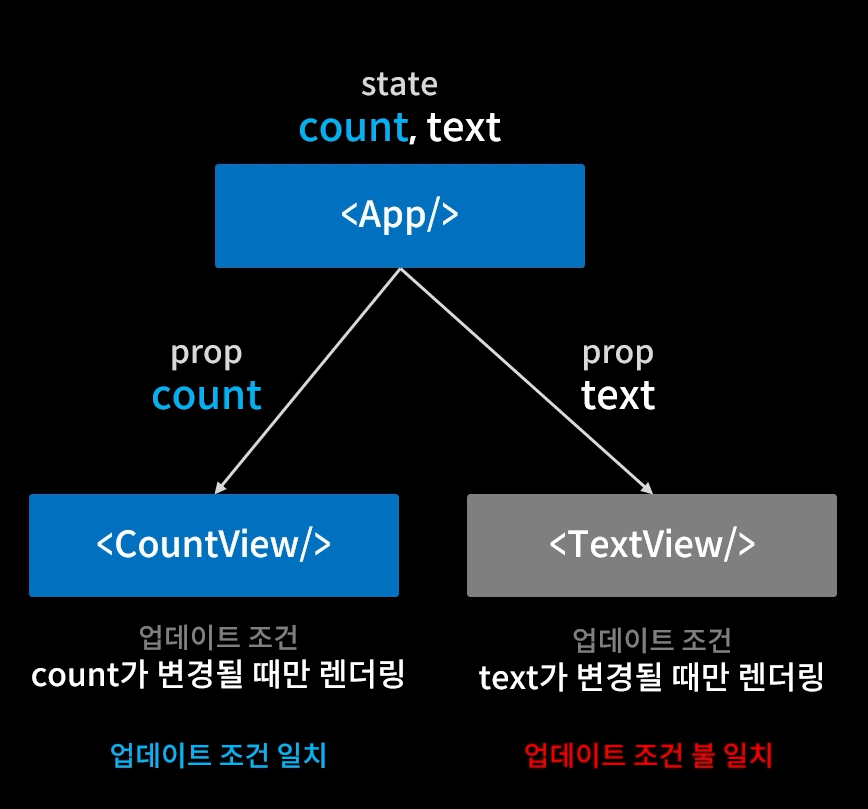 state
count, text
<App/>
prop
count
prop
text
<CountView/>
<TextView/>
업데이트 조건
count가 변경될 때만 렌더링
업데이트 조건
text가 변경될 때만 렌더링
업데이트 조건 일치
업데이트 조건 불 일치